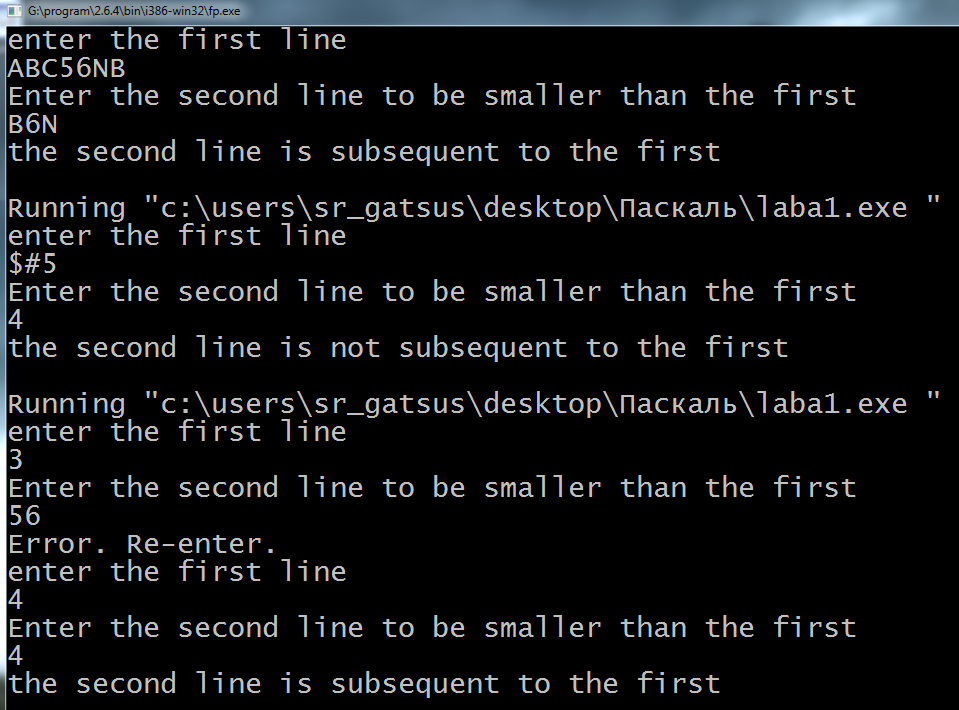 G:\program\2.6.4\bin\i386-win32\fp.exe
enter the first line
ABC56NB
Enter the second line to be smaller than the first
B6N
the second line is subsequent to the first
Running "c:\users\sr_gatsus\desktop\Паскаль\laba1.exe "
enter the first line
$#5
Enter the second line to be smaller than the first
4
the second line is not subsequent to the first
Running "c:\users\sr_gatsus\desktop\Паскаль\laba1.exe "
enter the first line
3
Enter the second line to be smaller than the first
56
Error. Re-enter.
enter the first line
4
Enter the second line to be smaller than the first
4
the second line is subsequent to the first